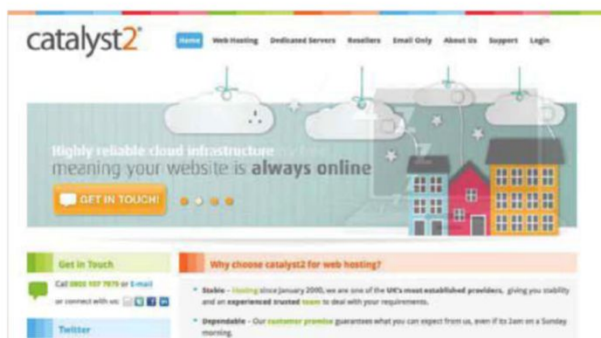 catalyst2
Home Web Hosting Dedicated Servers Resellers Email Only About Us Support Login
Highly reliable cloud infrastructure
meaning your website is always online
GET IN TOUCH!
Get in Touch
Call 0800 107 7979 or E-mail
or connect with us:
Twitter
Why choose catalyst2 for web hosting?
Stable - Hosting since January 2000, we are one of the UK's most established providers, giving you stability
and an experienced trusted team to deal with your requirements.
Dependable - Our customer promise guarantees what you can expect from us, even if its 2am on a Sunday
morning.